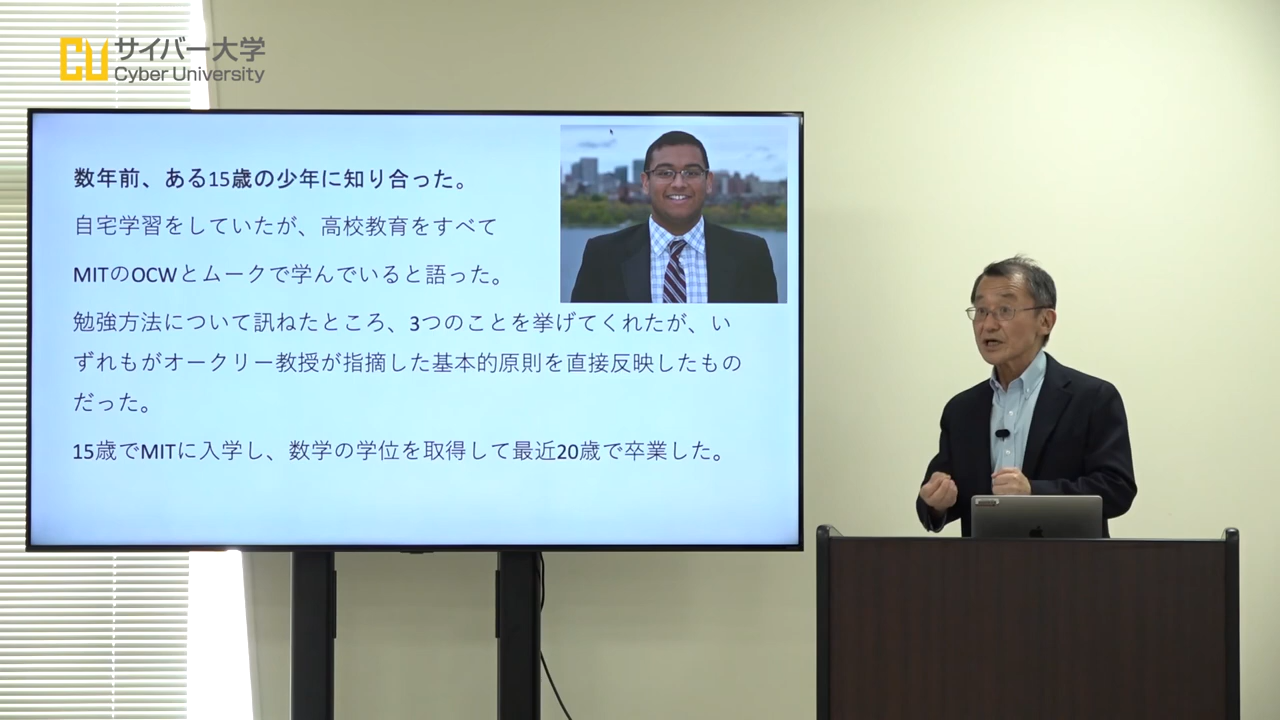 サイバー大学
Cyber University
数年前、ある15歳の少年に知り合った。
自宅学習をしていたが、高校教育をすべて
MITのOCWとムークで学んでいると語った。
勉強方法について訊ねたところ、3つのことを挙げてくれたが、い
ずれもがオークリー教授が指摘した基本的原則を直接反映したもの
だった。
15歳でMITに入学し、数学の学位を取得して最近20歳で卒業した。